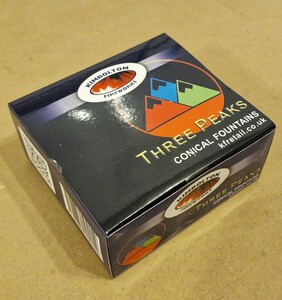 KIMBOLTON
FIREWORKS
THREE PEAKS
CONICAL FOUNTAINS
kfretail.co.uk
THREE PEAKS